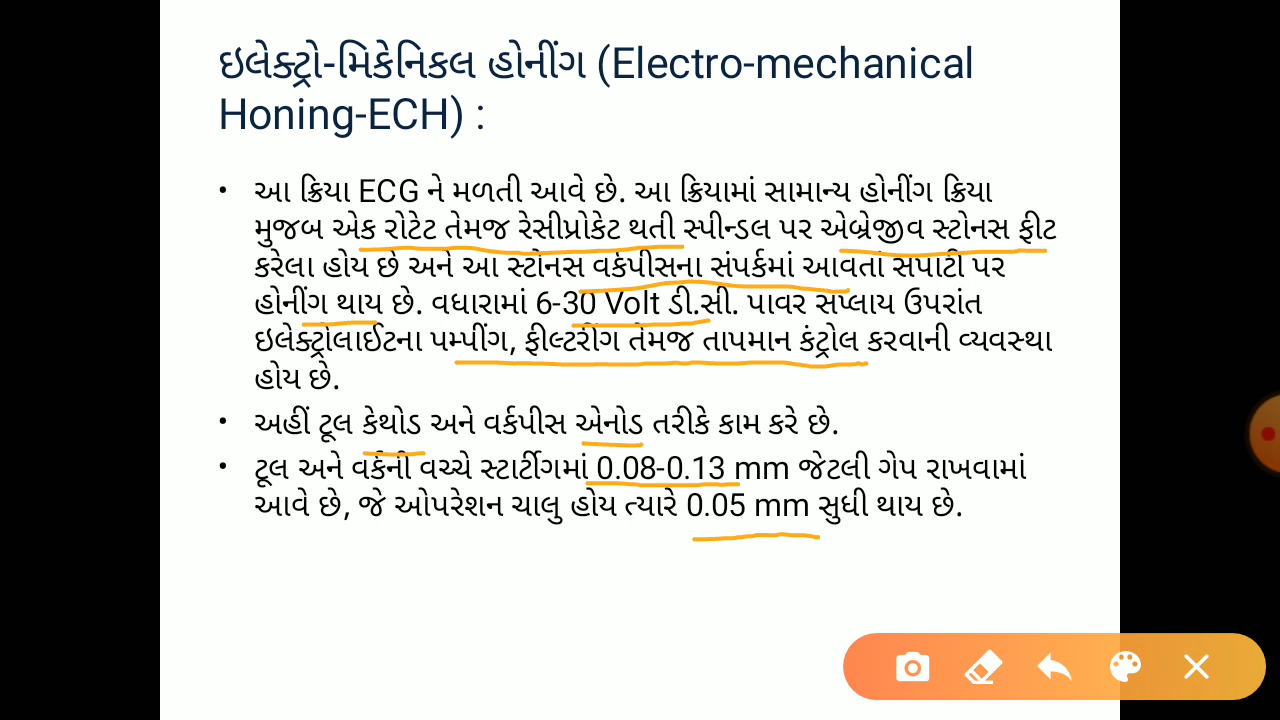 ઇલેક્ટ્રો-મિકેનિકલ હોનીંગ (Electro-mechanical
Honing-ECH) :
• આ ક્રિયા ECG ને મળતી આવે છે. આ ક્રિયામાં સામાન્ય હોનીંગ ક્રિયા
મુજબ એક રોટેટ તેમજ રેસીપ્રોકેટ થતી સ્પીન્ડલ પર એબ્રેજીવ સ્ટોનસ ફીટ
કરેલા હોય છે અને આ સ્ટોનસ વર્કપીસના સંપર્કમાં આવતાં સપાટી પર
હોનીંગ થાય છે. વધારામાં 6-30 Volt ડી.સી. પાવર સપ્લાય ઉપરાંત
ઇલેક્ટ્રોલાઈટના પમ્પીંગ, ફીલ્ટરીંગ તેમજ તાપમાન કંટ્રોલ કરવાની વ્યવસ્થા
હોય છે.
• અહીં ટૂલ કેથોડ અને વર્કપીસ એનોડ તરીકે કામ કરે છે.
• ટૂલ અને વર્કની વચ્ચે સ્ટાર્ટીગમાં 0.08-0.13 mm જેટલી ગેપ રાખવામાં
આવે છે, જે ઓપરેશન ચાલુ હોય ત્યારે 0.05 mm સુધી થાય છે.